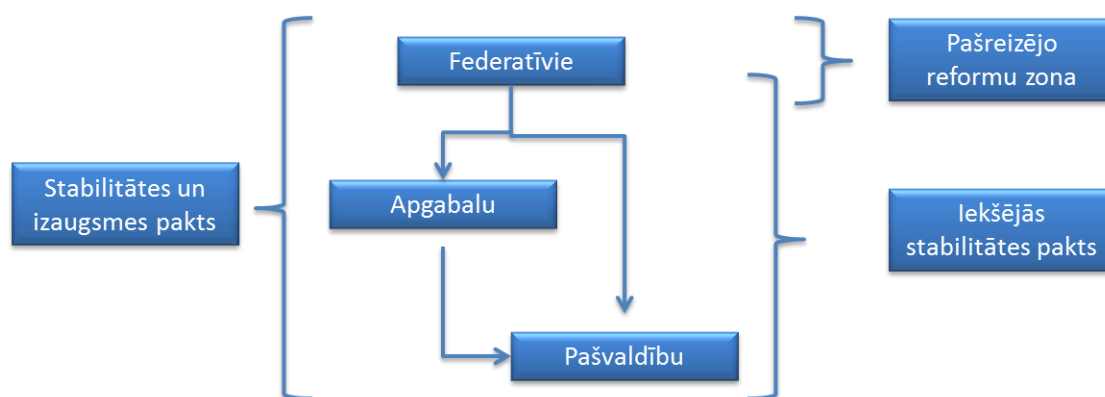 Federatīvie
Pašreizējo
reformu zona
Stabilitātes un
izaugsmes pakts
Apgabalu
Iekšējās
stabilitātes pakts
Pašvaldību